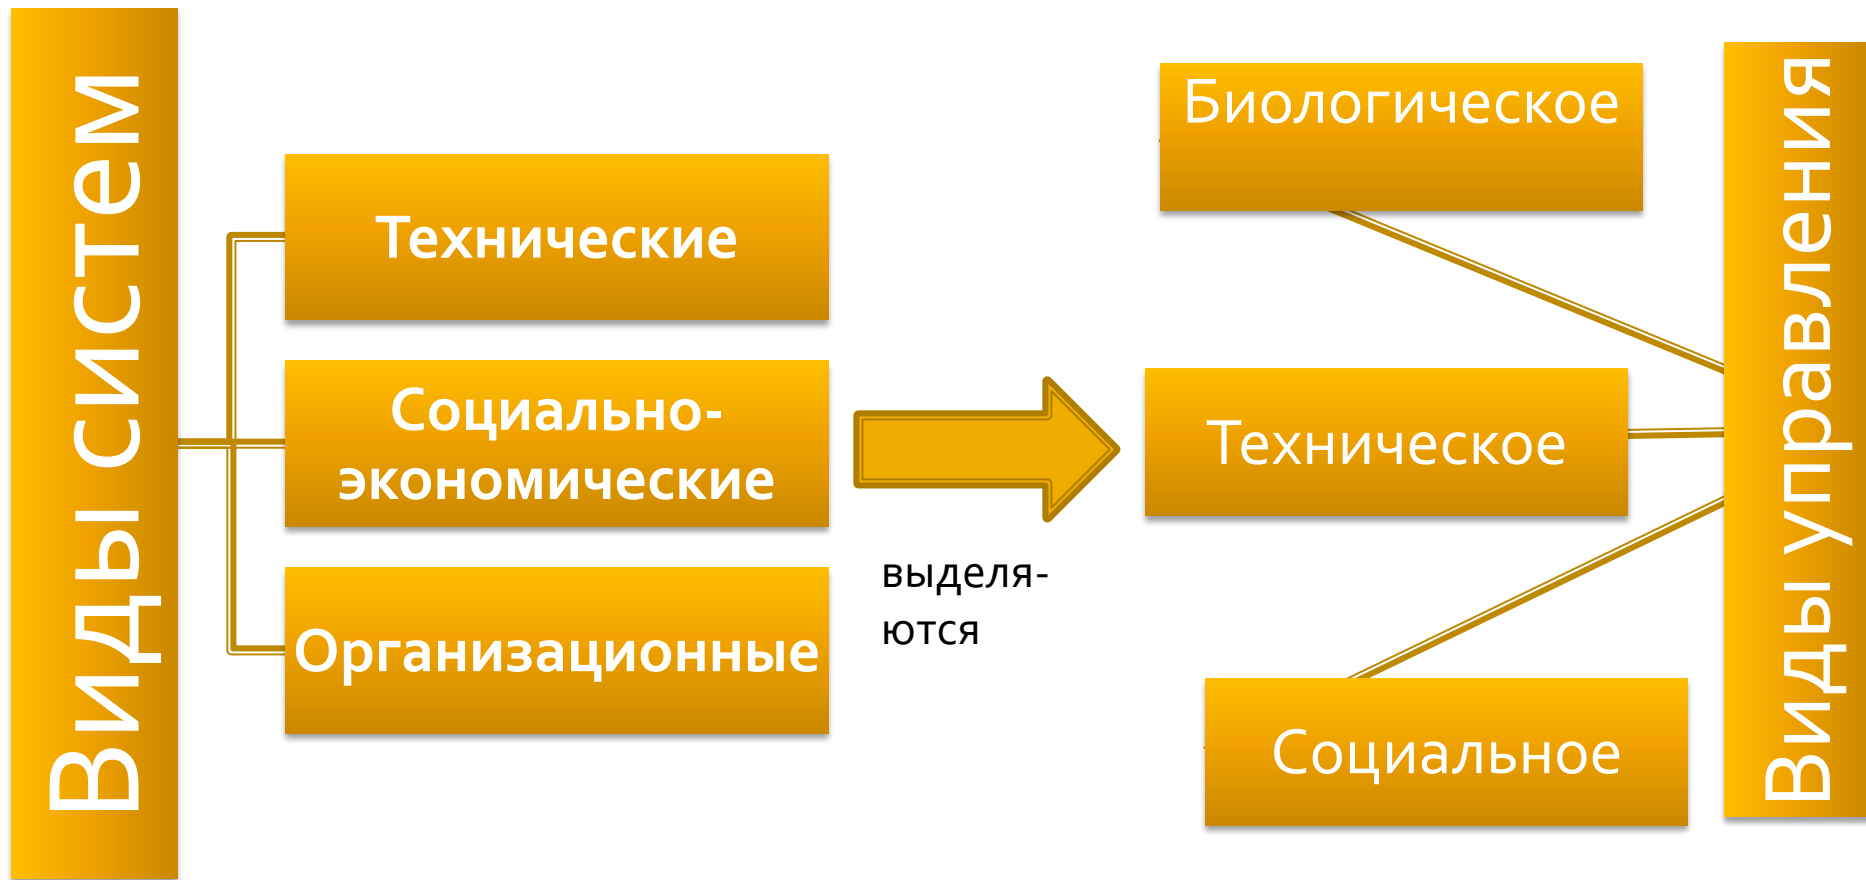 Виды систем
Технические
Социально-
экономические
Организационные
выделя-
ются
Биологическое
Техническое
Социальное
Виды управления